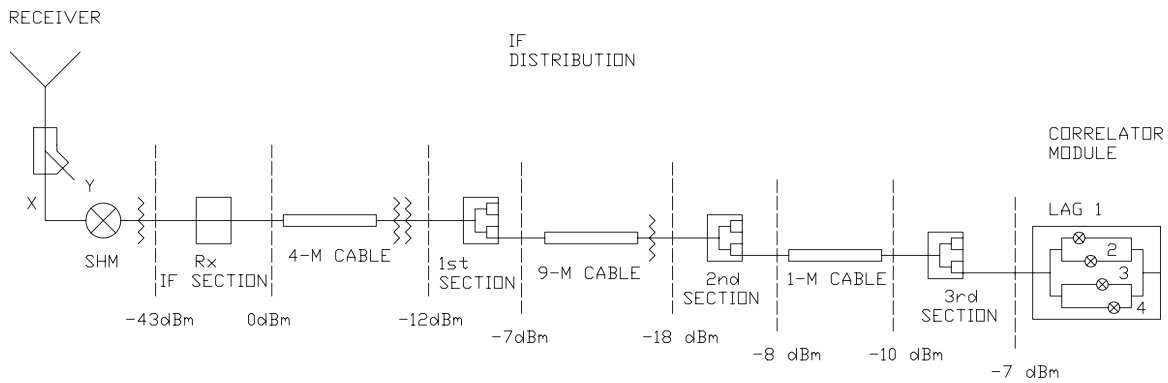 RECEIVER
IF
DISTRIBUTION
CORRELATOR
MODULE
X
Y
SHM
Rx
IF SECTION
4-M CABLE
1st
SECTION
9-M CABLE
2nd
SECTION
1-M CABLE
3rd
SECTION
LAG 1
2
3
4
-43dBm
0dBm
-12dBm
-7dBm
-18 dBm
-8 dBm
-10 dBm
-7 dBm